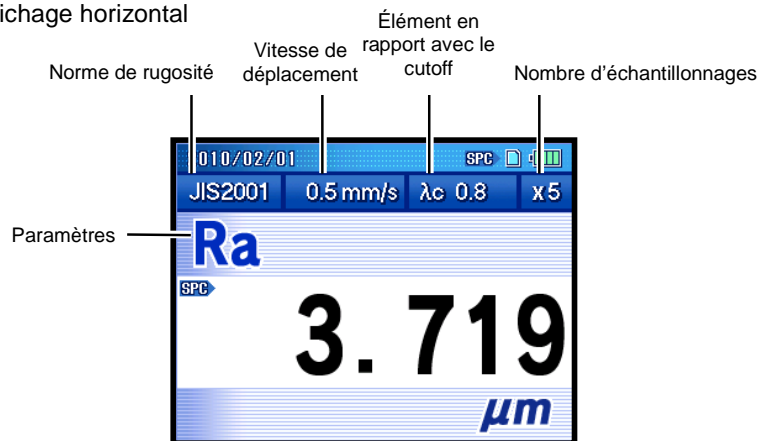 ichage horizontal
Élément en
rapport avec le
cutoff
Vitesse de
déplacement
Norme de rugosité
Nombre d'échantillonnages
010/02/01 SPC
JIS2001 0.5 mm/s λc 0.8 x5
Paramètres
Ra
SPC
3.719
µm